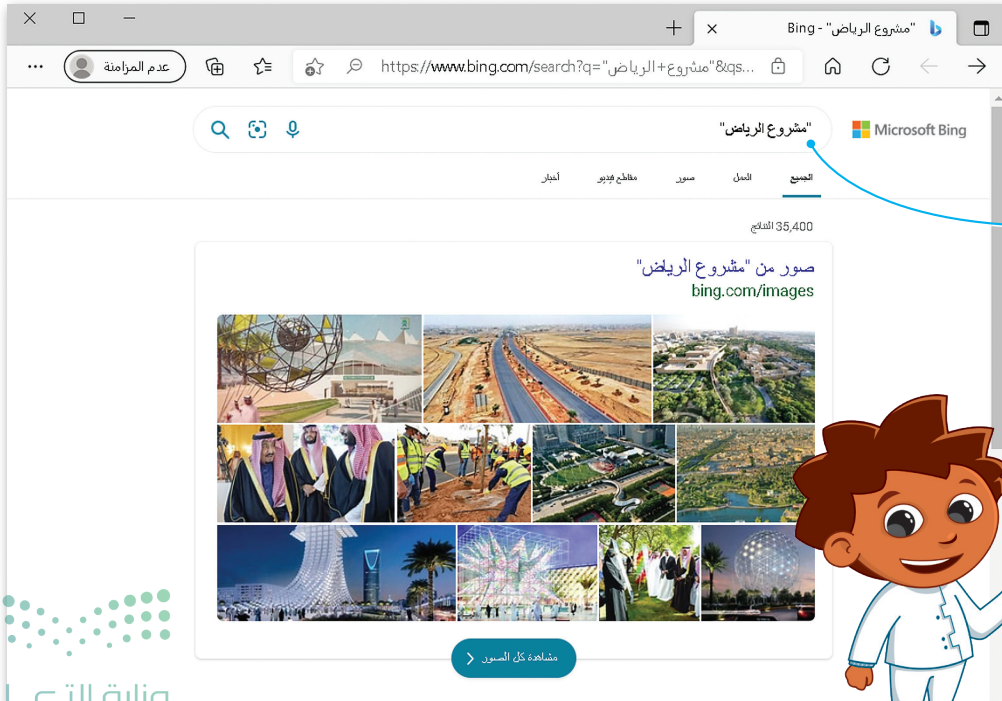 "مشروع الرياض" - Bing
https://www.bing.com/search?q="مشروع+الرياض"&qs...
عدم المزامنة
Microsoft Bing
"مشروع الرياض"
الجميع
العمل
صور
مقاطع فيديو
أخبار
35,400 النتائج
صور من "مشروع الرياض"
bing.com/images
مشاهدة كل الصور